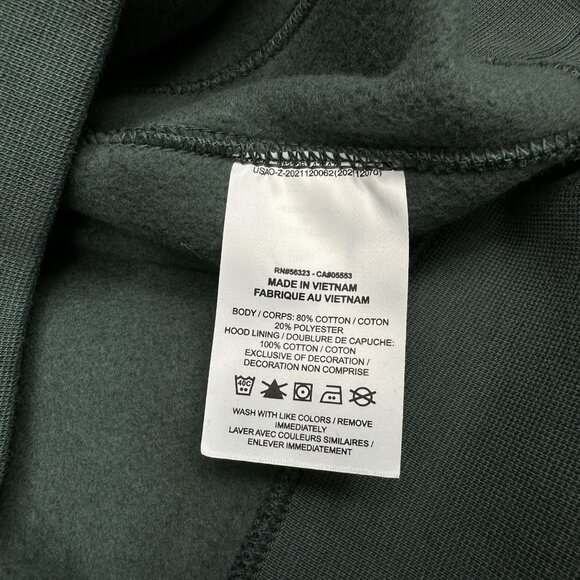 USAO-Z-2021120062(20211207/0)
RN#56323 - CA#05553
MADE IN VIETNAM
FABRIQUE AU VIETNAM
BODY / CORPS: 80% COTTON / COTON
20% POLYESTER
HOOD LINING / DOUBLURE DE CAPUCHE:
100% COTTON / COTON
EXCLUSIVE OF DECORATION /
DECORATION NON COMPRISE
40C
WASH WITH LIKE COLORS / REMOVE
IMMEDIATELY
LAVER AVEC COULEURS SIMILAIRES /
ENLEVER IMMEDIATEMENT